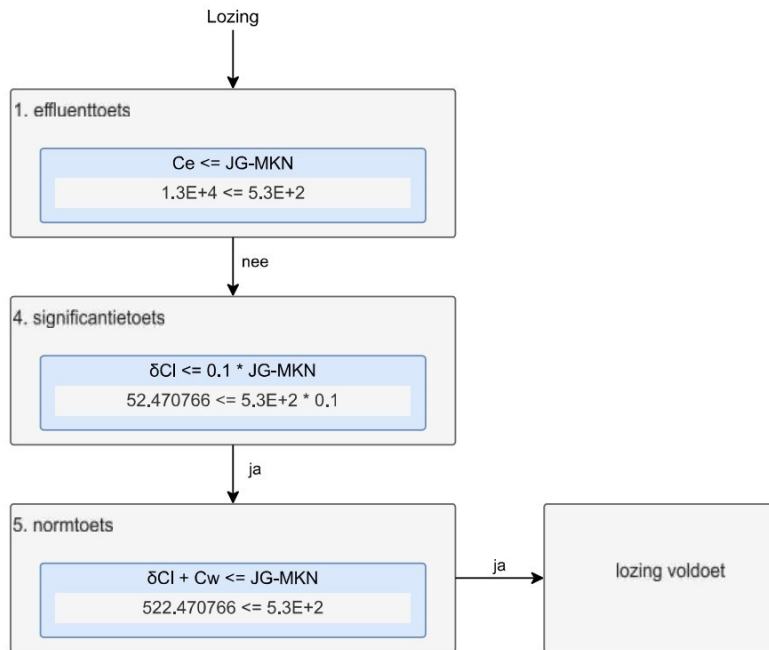 Lozing
1. effluenttoets
Ce <= JG-MKN
1.3E+4 <= 5.3E+2
nee
4. significantietoets
δCl <= 0.1 * JG-MKN
52.470766 <= 5.3E+2 * 0.1
ja
5. normtoets
δCl + Cw <= JG-MKN
522.470766 <= 5.3E+2
ja
lozing voldoet